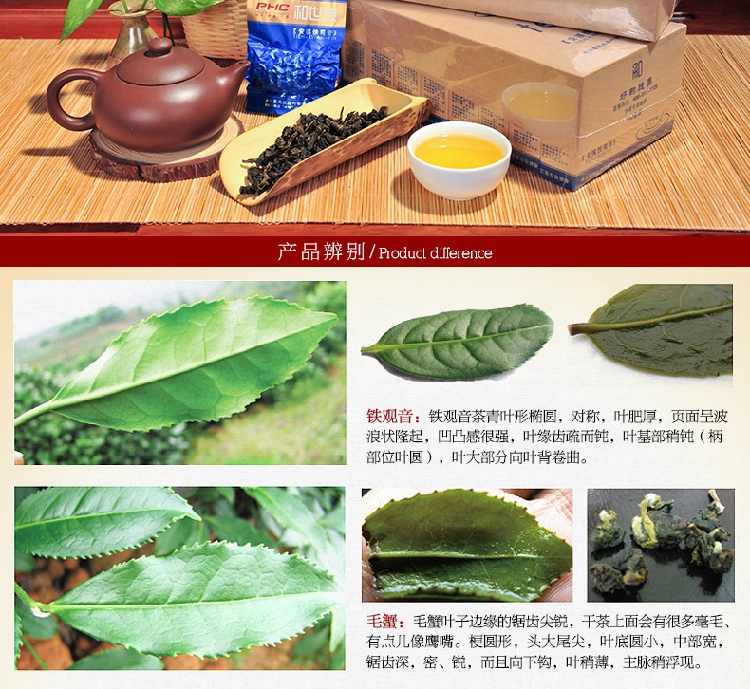 PHC 和世
产品辨别/Product difference
铁观音：铁观音茶青叶形椭圆，对称，叶肥厚，页面呈波
浪状隆起，凹凸感很强，叶缘齿疏而钝，叶基部稍钝（柄
部位叶圆），叶大部分向叶背卷曲。
毛蟹：毛蟹叶子边缘的锯齿尖锐，干茶上面会有很多毫毛、
有点儿像鹰嘴。梗圆形，头大尾尖，叶底圆小，中部宽，
锯齿深，密、锐，而且向下钩，叶稍薄，主脉稍浮现。